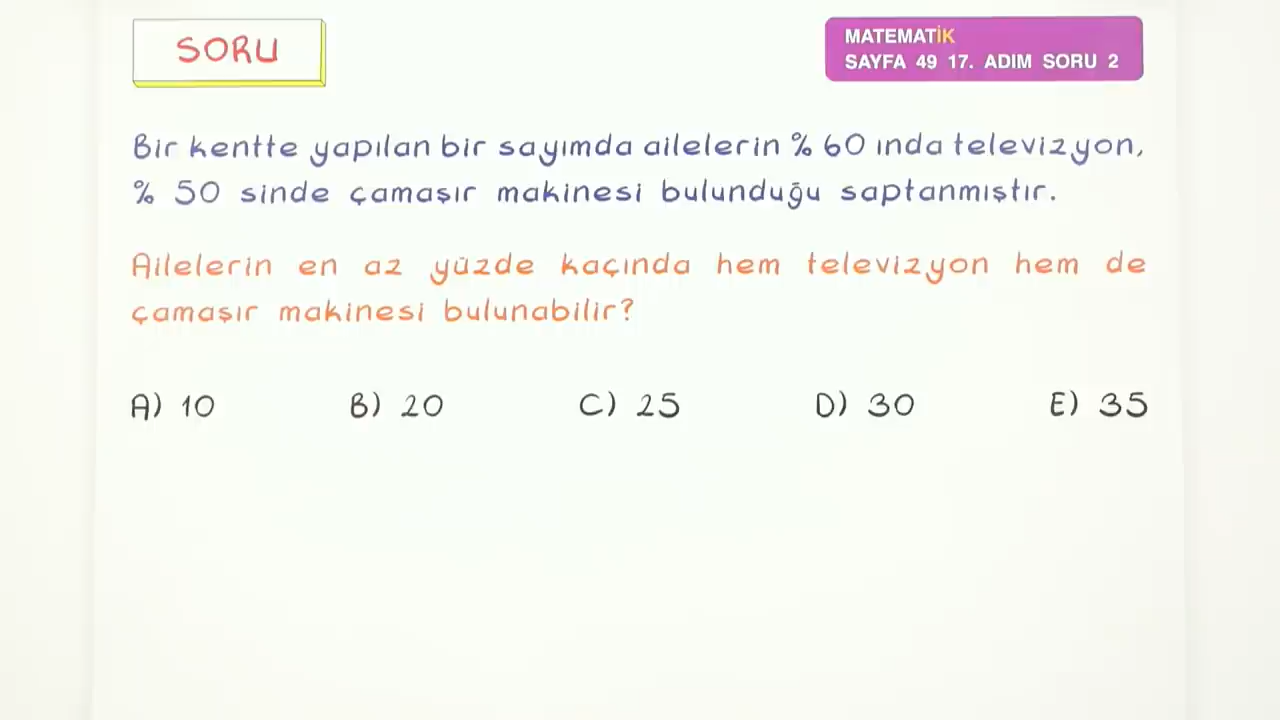 SORU
MATEMATİK
SAYFA 49 17. ADIM SORU 2
Bir kentte yapılan bir sayımda ailelerin % 60 ında televizyon,
% 50 sinde çamaşır makinesi bulunduğu saptanmıştır.
Ailelerin en az yüzde kaçında hem televizyon hem de
çamaşır makinesi bulunabilir?
A) 10 B) 20 C) 25 D) 30 E) 35